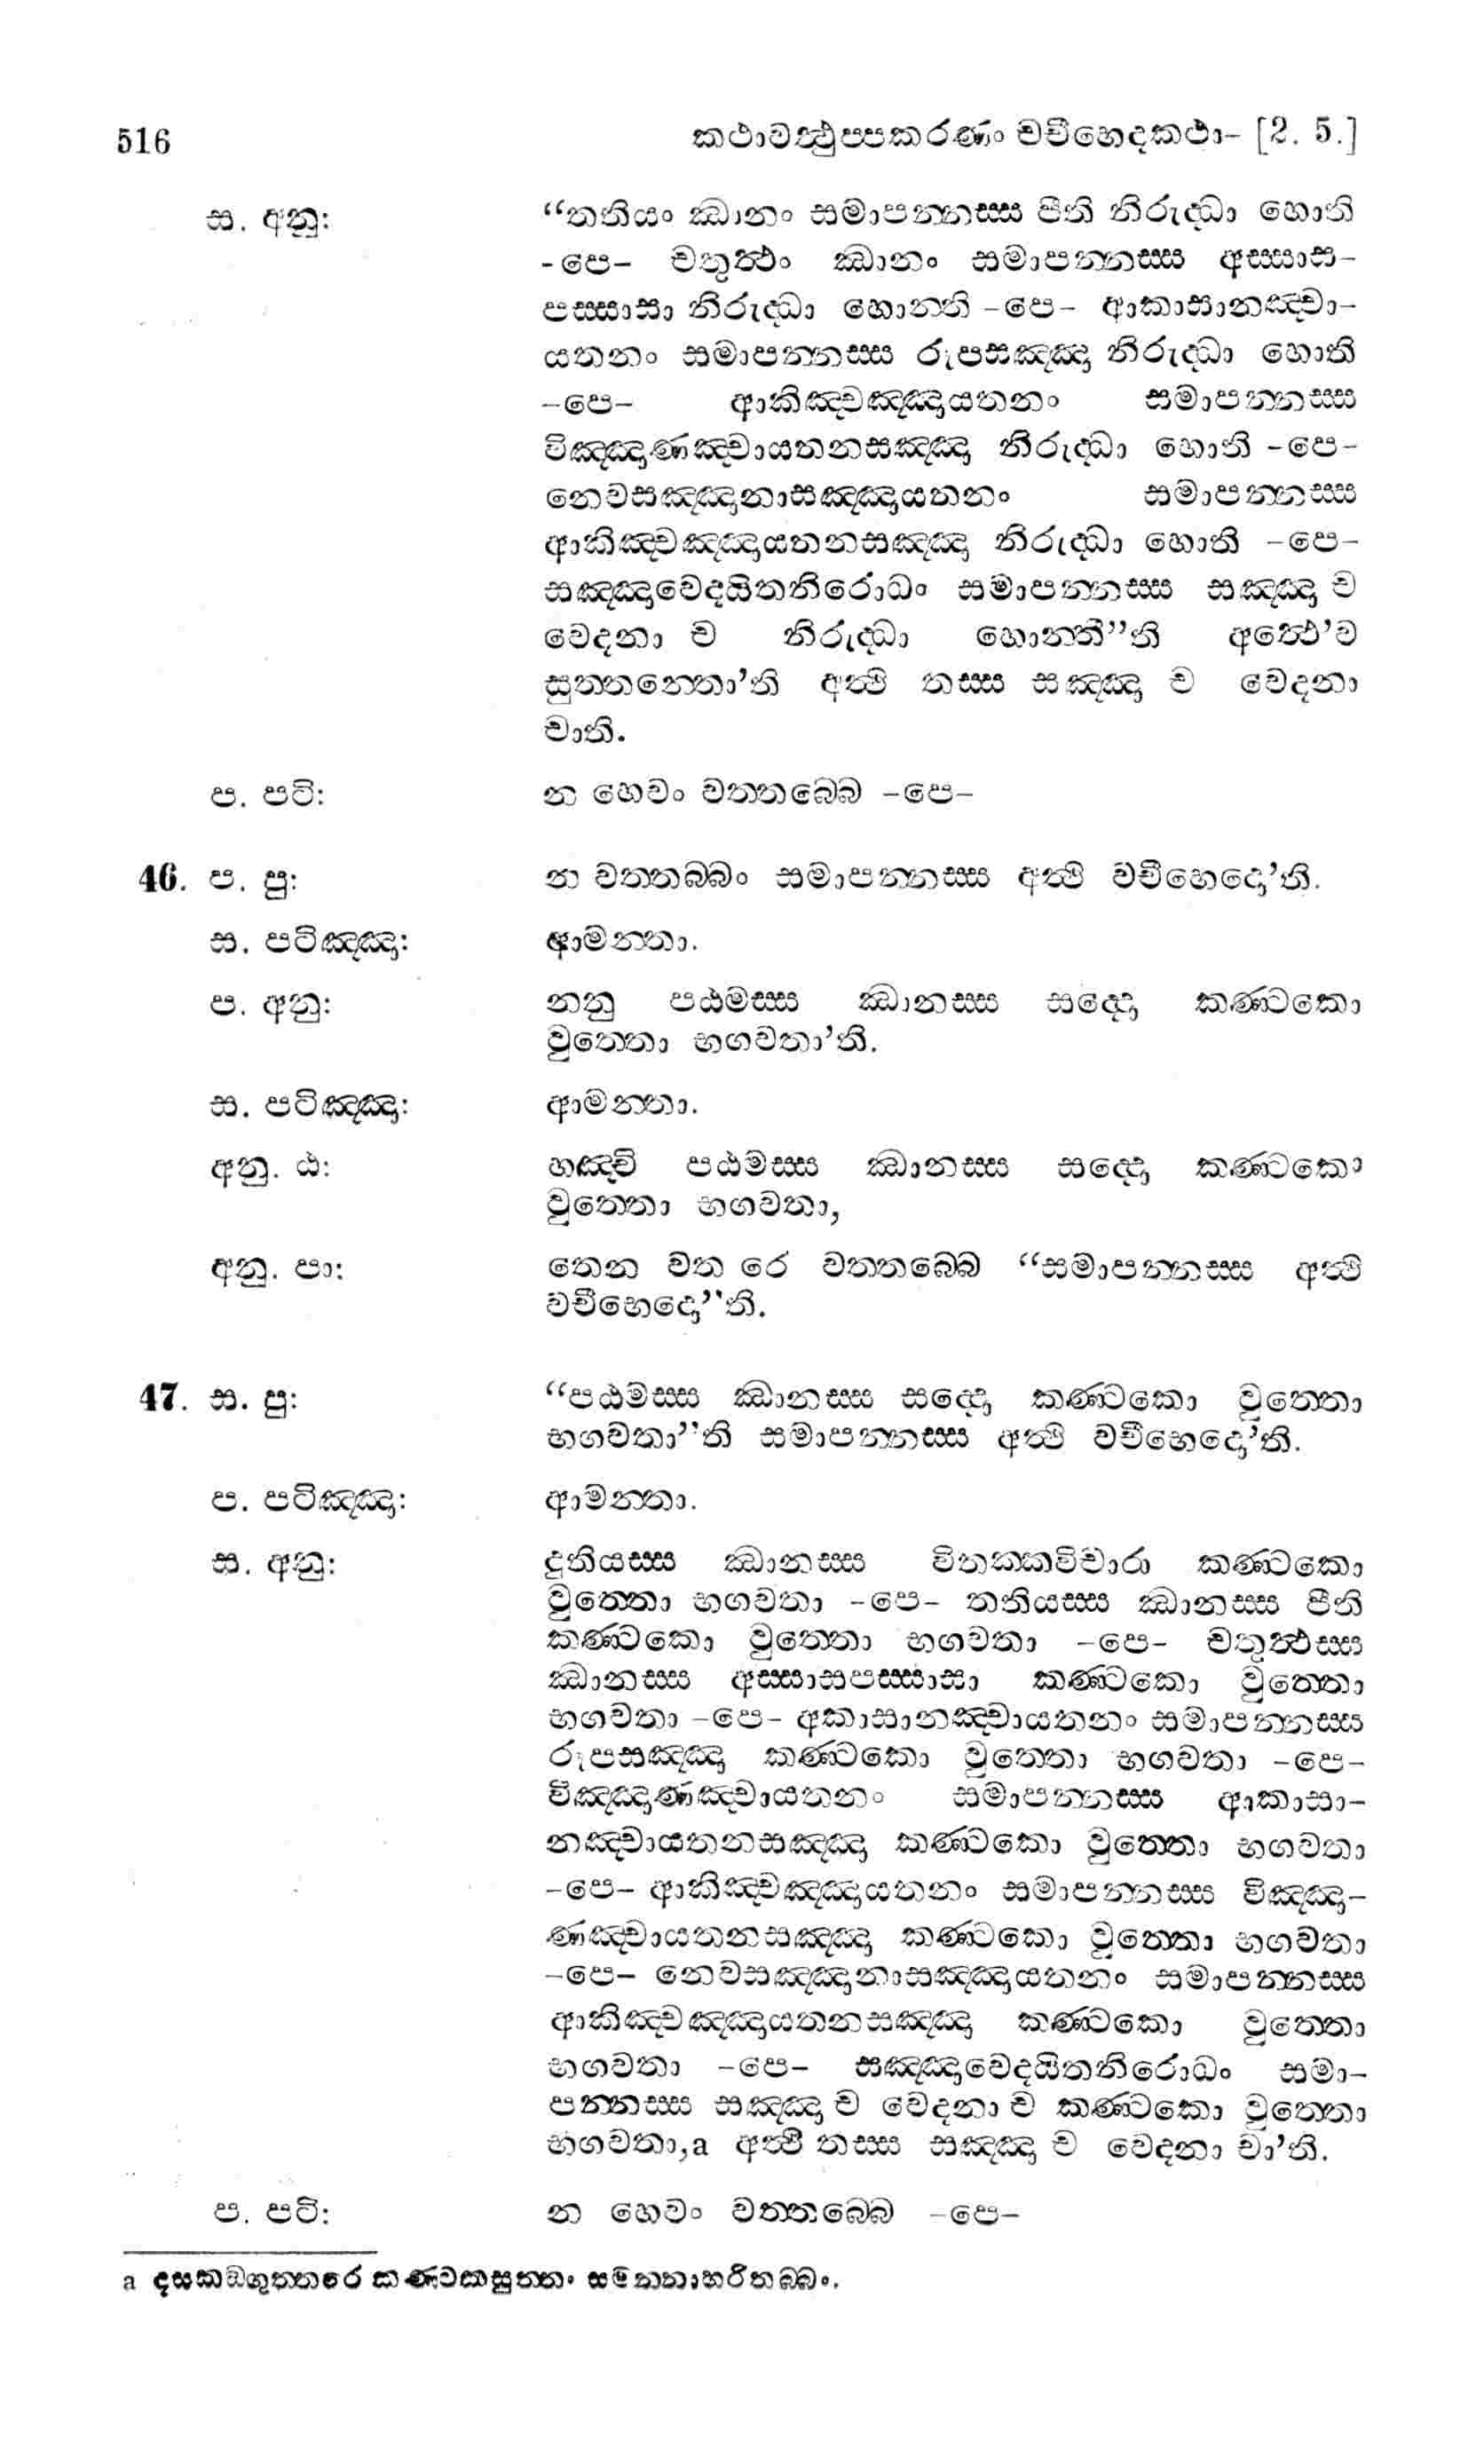 516 කථාවත්ථුප්පකරණං වචීභෙදකථා- [2. 5.]
ස. අනු: “තතියං ඣානං සමාපන්නස්ස පීති නිරුද්ධා හොති
-පෙ- චතුත්ථං ඣානං සමාපන්නස්ස අස්සාස-
පස්සාසා නිරුද්ධා හොන්ති -පෙ- ආකාසානඤ්චා-
යතනං සමාපන්නස්ස රූපසඤ්ඤා නිරුද්ධා හොති
-පෙ- ආකිඤ්චඤ්ඤායතනං සමාපන්නස්ස
විඤ්ඤාණඤ්චායතනසඤ්ඤා නිරුද්ධා හොති -පෙ-
නෙවසඤ්ඤානාසඤ්ඤායතනං සමාපන්නස්ස
ආකිඤ්චඤ්ඤායතනසඤ්ඤා නිරුද්ධා හොති -පෙ-
සඤ්ඤාවෙදයිතනිරොධං සමාපන්නස්ස සඤ්ඤා ච
වෙදනා ච නිරුද්ධා හොන්තී”ති අත්ථෙ’ව
සුත්තන්තො’ති අත්ථි තස්ස සඤ්ඤා ච වෙදනා
චාති.
ප. පටි: න හෙවං වත්තබ්බෙ -පෙ-
46. ප. පු: න වත්තබ්බං සමාපන්නස්ස අත්ථි වචීභෙදො’ති.
ස. පටිඤ්ඤා: ආමන්තා.
ප. අනු: නනු පඨමස්ස ඣානස්ස සද්දො කණ්ටකො
වුත්තො භගවතා’ති.
ස. පටිඤ්ඤා: ආමන්තා.
අනු. ඨ: හඤ්චි පඨමස්ස ඣානස්ස සද්දො කණ්ටකො
වුත්තො භගවතා,
අනු. පා: තෙන වත රෙ වත්තබ්බෙ “සමාපන්නස්ස අත්ථි
වචීභෙදො”ති.
47. ස. පු: “පඨමස්ස ඣානස්ස සද්දො කණ්ටකො වුත්තො
භගවතා”ති සමාපන්නස්ස අත්ථි වචීභෙදො’ති.
ප. පටිඤ්ඤා: ආමන්තා.
ස. අනු: දුතියස්ස ඣානස්ස විතක්කවිචාරා කණ්ටකො
වුත්තො භගවතා -පෙ- තතියස්ස ඣානස්ස පීති
කණ්ටකො වුත්තො භගවතා -පෙ- චතුත්ථස්ස
ඣානස්ස අස්සාසපස්සාසා කණ්ටකො වුත්තො
භගවතා -පෙ- අකාසානඤ්චායතනං සමාපන්නස්ස
රූපසඤ්ඤා කණ්ටකො වුත්තො භගවතා -පෙ-
විඤ්ඤාණඤ්චායතනං සමාපන්නස්ස ආකාසා-
නඤ්චායතනසඤ්ඤා කණ්ටකො වුත්තො භගවතා
-පෙ- ආකිඤ්චඤ්ඤායතනං සමාපන්නස්ස විඤ්ඤා-
ණඤ්චායතනසඤ්ඤා කණ්ටකො වුත්තො භගවතා
-පෙ- නෙවසඤ්ඤානාසඤ්ඤායතනං සමාපන්නස්ස
ආකිඤ්චඤ්ඤායතනසඤ්ඤා කණ්ටකො වුත්තො
භගවතා -පෙ- සඤ්ඤාවෙදයිතනිරොධං සමා-
පන්නස්ස සඤ්ඤා ච වෙදනා ච කණ්ටකො වුත්තො
භගවතා,a අත්ථි තස්ස සඤ්ඤා ච වෙදනා චා’ති.
ප. පටි: න හෙවං වත්තබ්බෙ -පෙ-
a දසකඞ්ගුත්තරෙ කණ්ටකසුත්තං සමන්නාහරිතබ්බං.